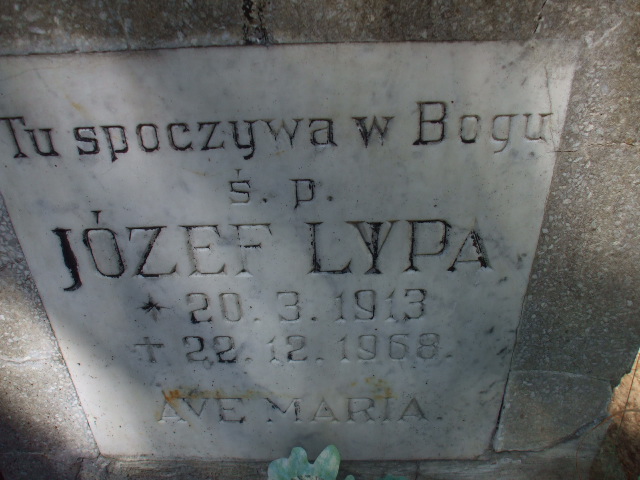 Tu spoczywa w Bogu
ś. p.
JÓZEF LYPA
* 20. 3. 1913
+ 22. 12. 1968.
AVE MARIA.